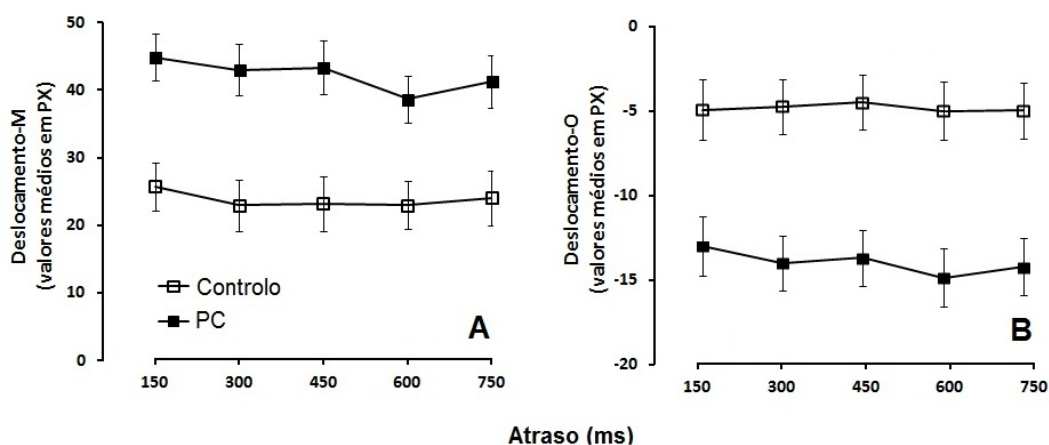 Deslocamento-M
(valores médios em PX)
50
40
30
20
10
0
Controlo
PC
A
150 300 450 600 750
Deslocamento-O
(valores médios em PX)
0
-5
-10
-15
-20
B
150 300 450 600 750
Atraso (ms)